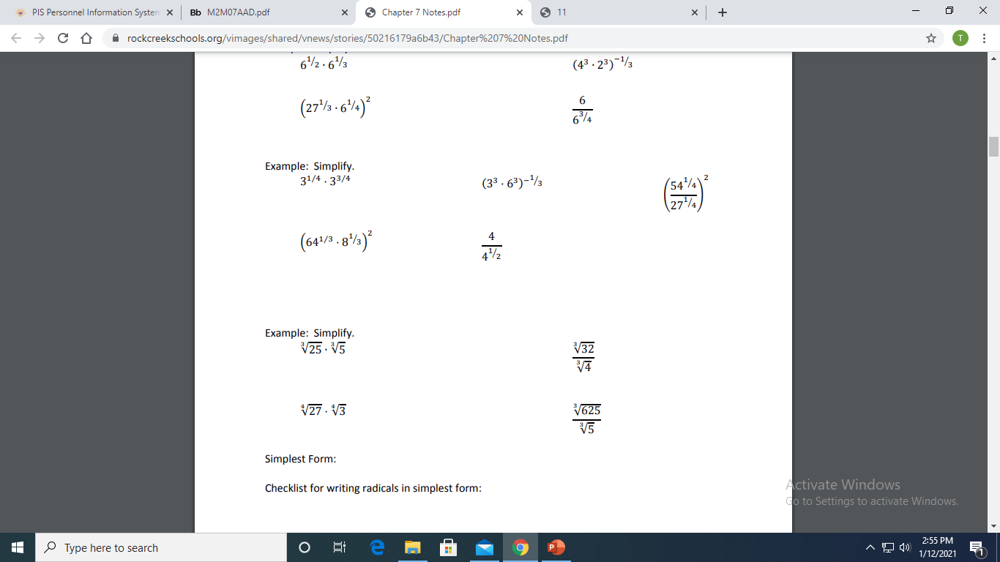 PIS Personnel Information System
Bb M2M07AAD.pdf
Chapter 7 Notes.pdf
11
rockcreekschools.org/vimages/shared/vnews/stories/50216179a6b43/Chapter%207%20Notes.pdf
T
6^1/2 · 6^1/3 (4³ · 2³)^−1/3
(27^1/3 · 6^1/4)² 6/6^3/4
Example: Simplify.
3^1/4 · 3^3/4 (3³ · 6³)^−1/3 (54^1/4/27^1/4)²
(64^1/3 · 8^1/3)² 4/4^1/2
Example: Simplify.
∛25 · ∛5 ∛32/∛4
∜27 · ∜3 ∛625/∛5
Simplest Form:
Checklist for writing radicals in simplest form:
Activate Windows
Go to Settings to activate Windows.
Type here to search
2:55 PM
1/12/2021
1